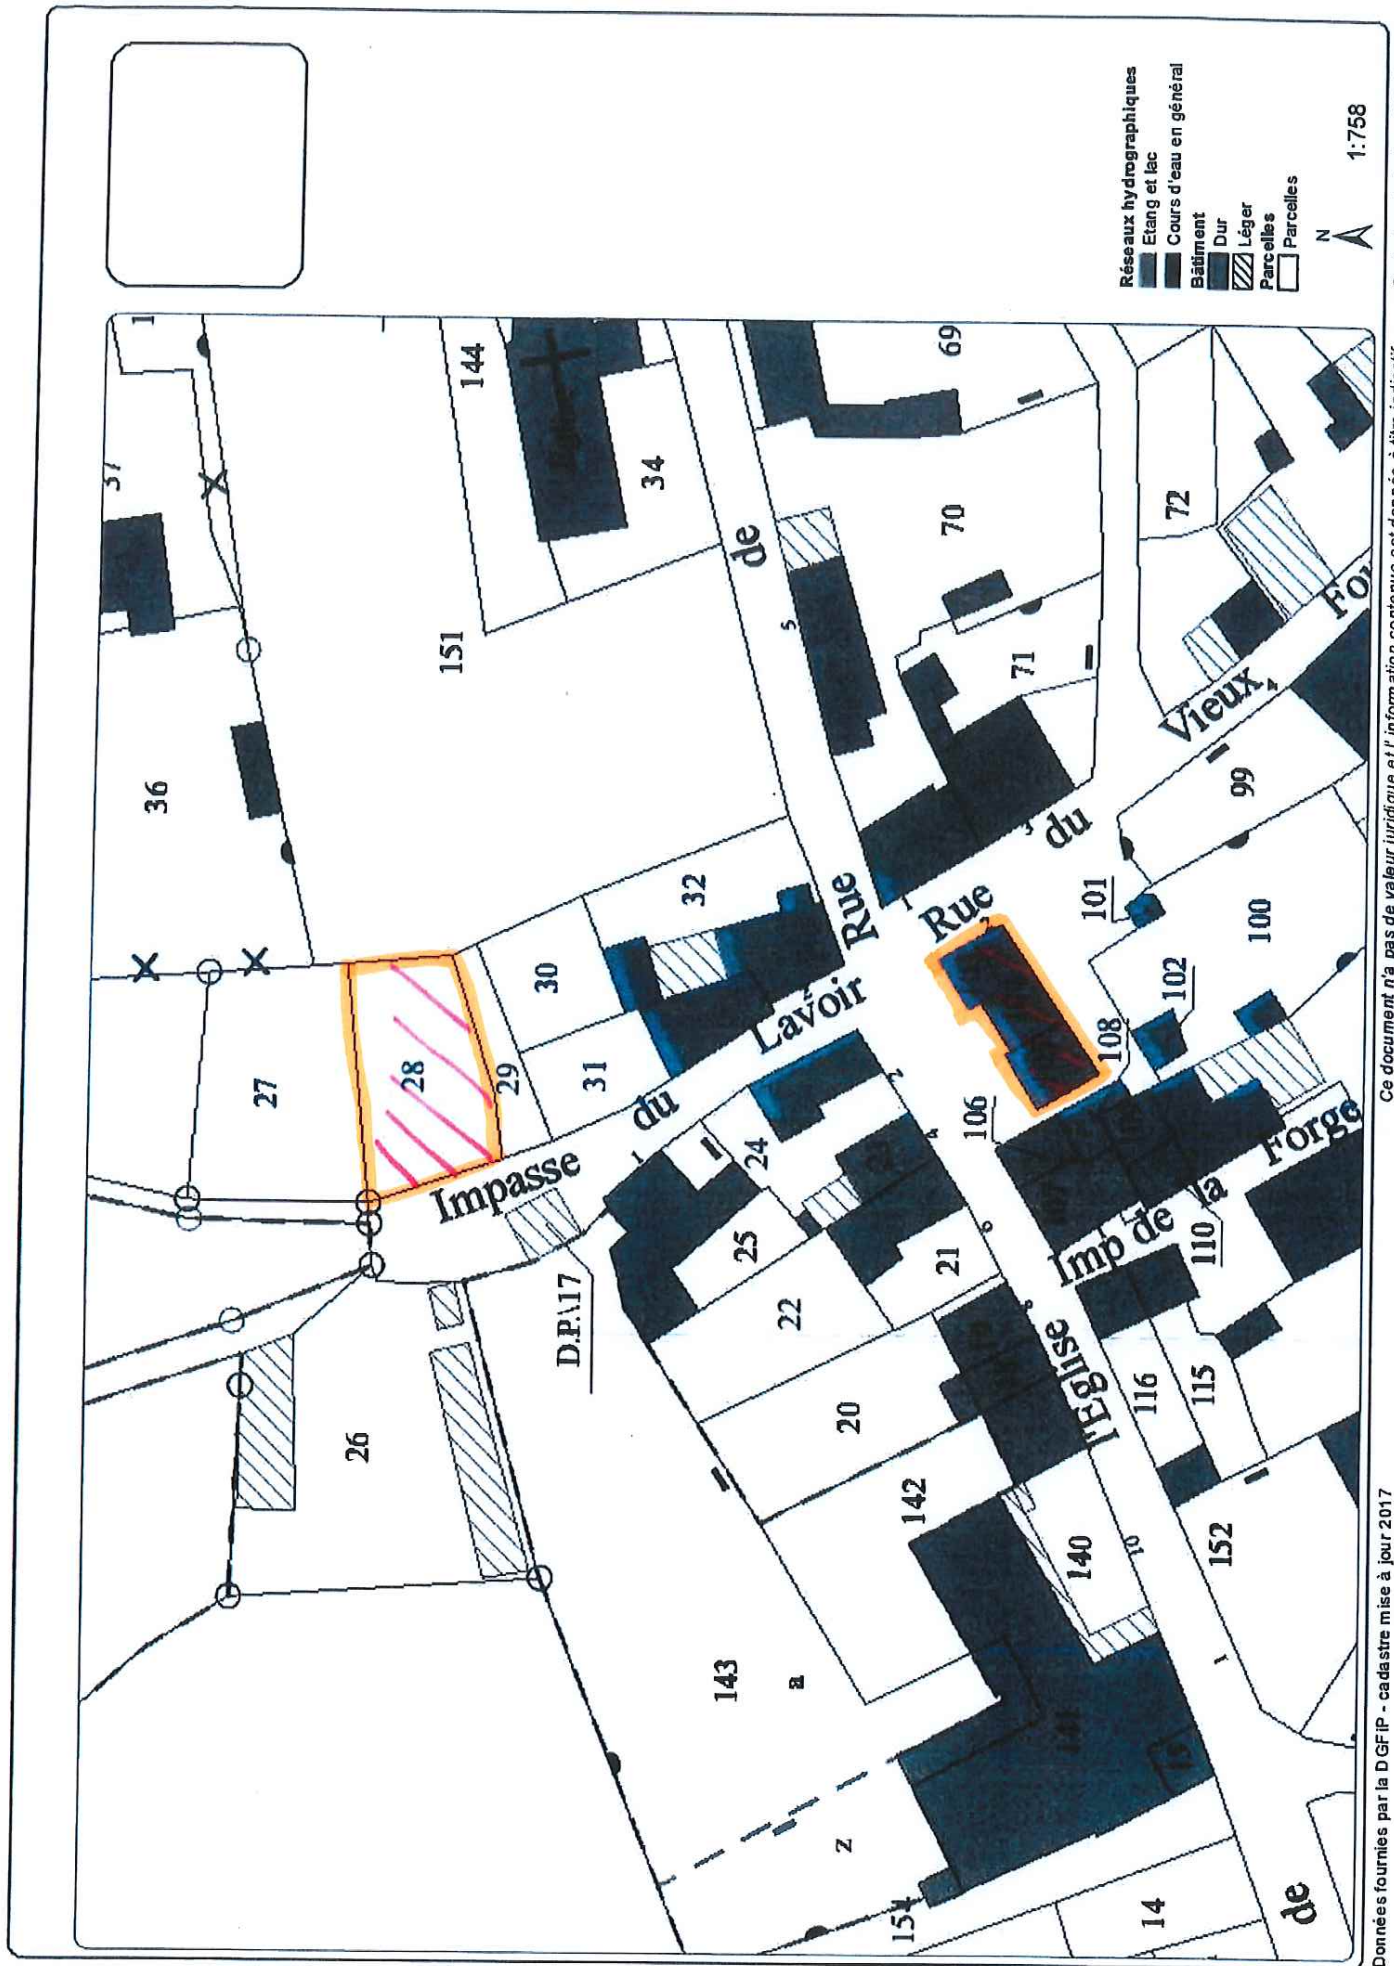 Réseaux hydrographiques
Etang et lac
Cours d'eau en général
Bâtiment
Dur
Léger
Parcelles
Parcelles
N
1:758
36
151
144
34
69
70
71
72
5
de
27
28
29
30
31
32
Impasse
du
Lavoir
Rue
Rue
du
Vieux
99
100
101
102
108
106
110
Imp de la
Forge
D.P.\17
26
24
25
22
21
20
l'Eglise
142
140
10
116
115
152
143
a
z
14
de
Données fournies par la DGFiP - cadastre mise à jour 2017
Ce document n'a pas de valeur juridique et l'information contenue est donnée à titre